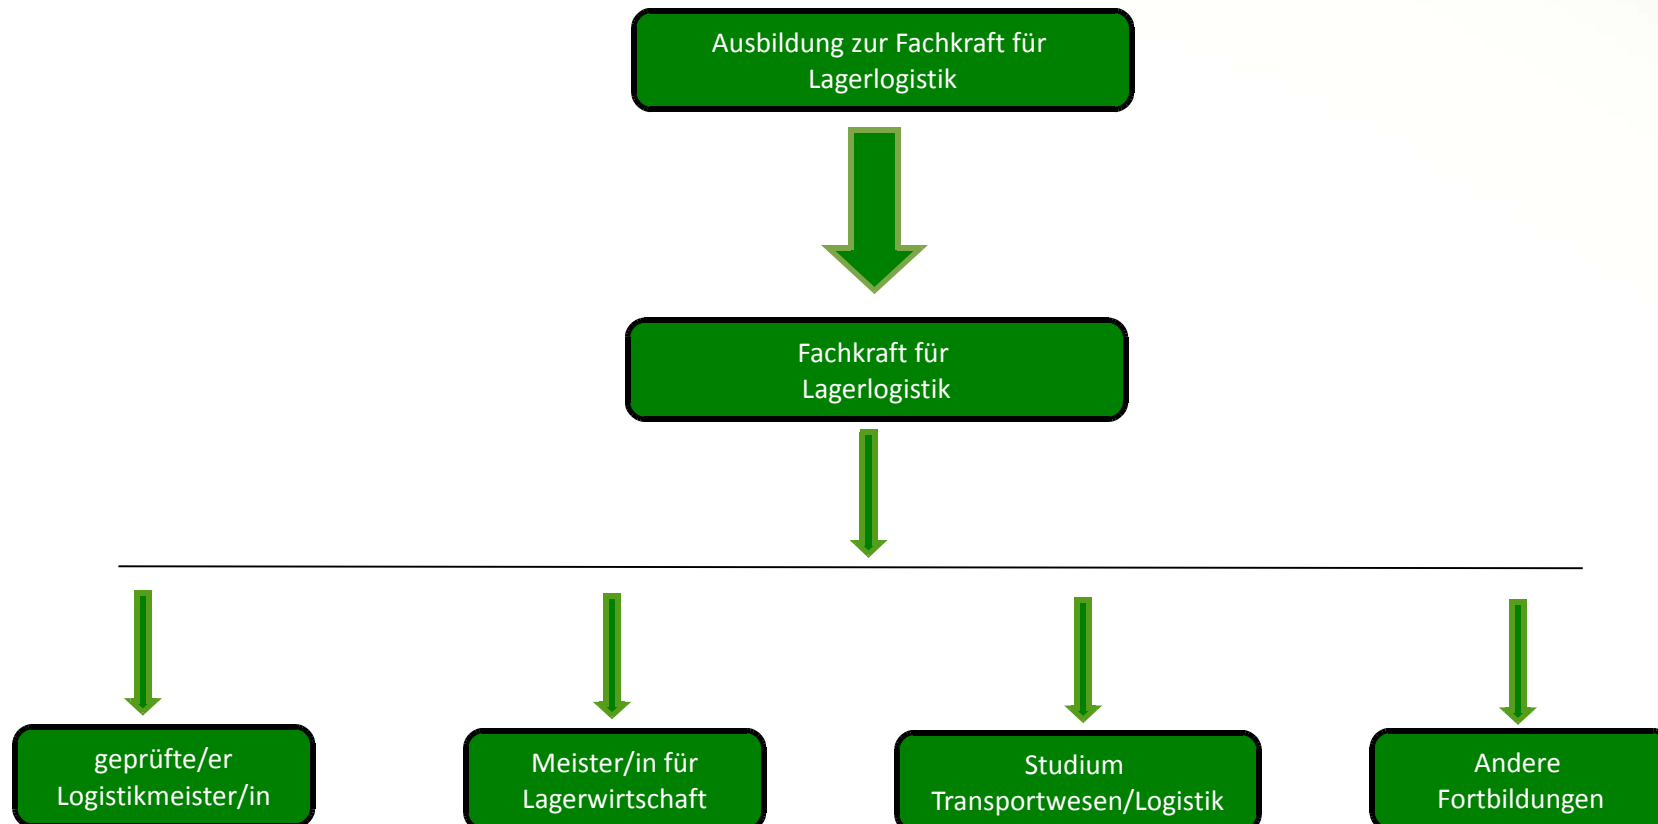 Ausbildung zur Fachkraft für
Lagerlogistik
Fachkraft für
Lagerlogistik
geprüfte/er
Logistikmeister/in
Meister/in für
Lagerwirtschaft
Studium
Transportwesen/Logistik
Andere
Fortbildungen